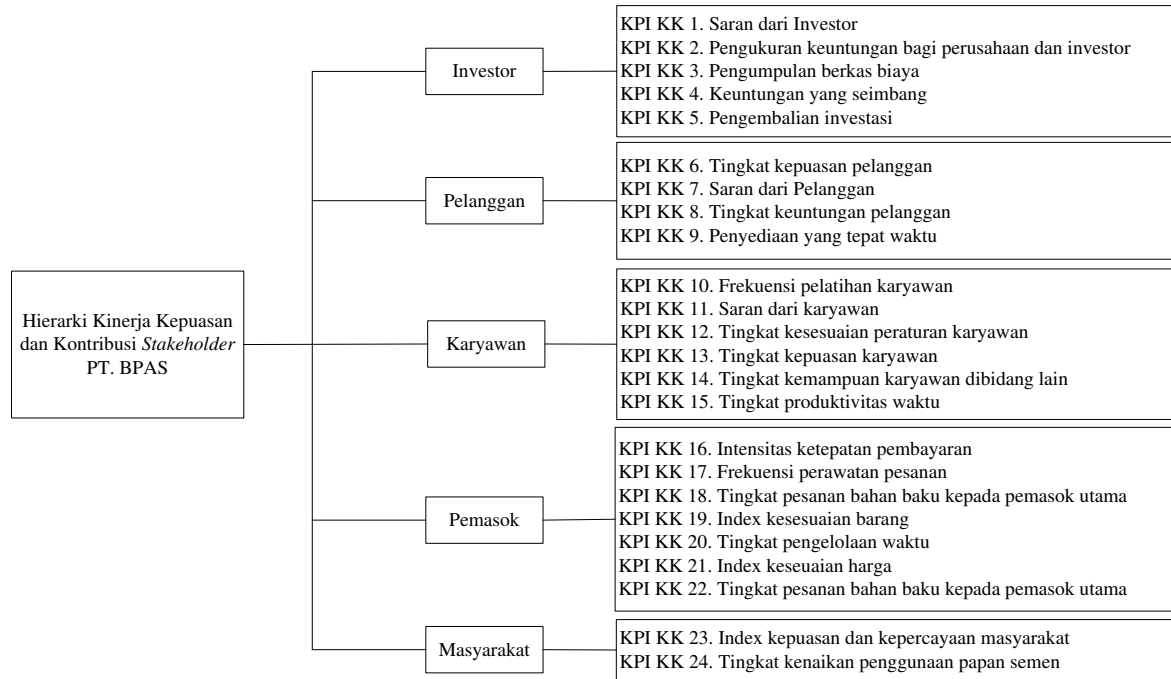 Hierarki Kinerja Kepuasan
dan Kontribusi Stakeholder
PT. BPAS
Investor
KPI KK 1. Saran dari Investor
KPI KK 2. Pengukuran keuntungan bagi perusahaan dan investor
KPI KK 3. Pengumpulan berkas biaya
KPI KK 4. Keuntungan yang seimbang
KPI KK 5. Pengembalian investasi
Pelanggan
KPI KK 6. Tingkat kepuasan pelanggan
KPI KK 7. Saran dari Pelanggan
KPI KK 8. Tingkat keuntungan pelanggan
KPI KK 9. Penyediaan yang tepat waktu
Karyawan
KPI KK 10. Frekuensi pelatihan karyawan
KPI KK 11. Saran dari karyawan
KPI KK 12. Tingkat kesesuaian peraturan karyawan
KPI KK 13. Tingkat kepuasan karyawan
KPI KK 14. Tingkat kemampuan karyawan dibidang lain
KPI KK 15. Tingkat produktivitas waktu
Pemasok
KPI KK 16. Intensitas ketepatan pembayaran
KPI KK 17. Frekuensi perawatan pesanan
KPI KK 18. Tingkat pesanan bahan baku kepada pemasok utama
KPI KK 19. Index kesesuaian barang
KPI KK 20. Tingkat pengelolaan waktu
KPI KK 21. Index keseuaian harga
KPI KK 22. Tingkat pesanan bahan baku kepada pemasok utama
Masyarakat
KPI KK 23. Index kepuasan dan kepercayaan masyarakat
KPI KK 24. Tingkat kenaikan penggunaan papan semen